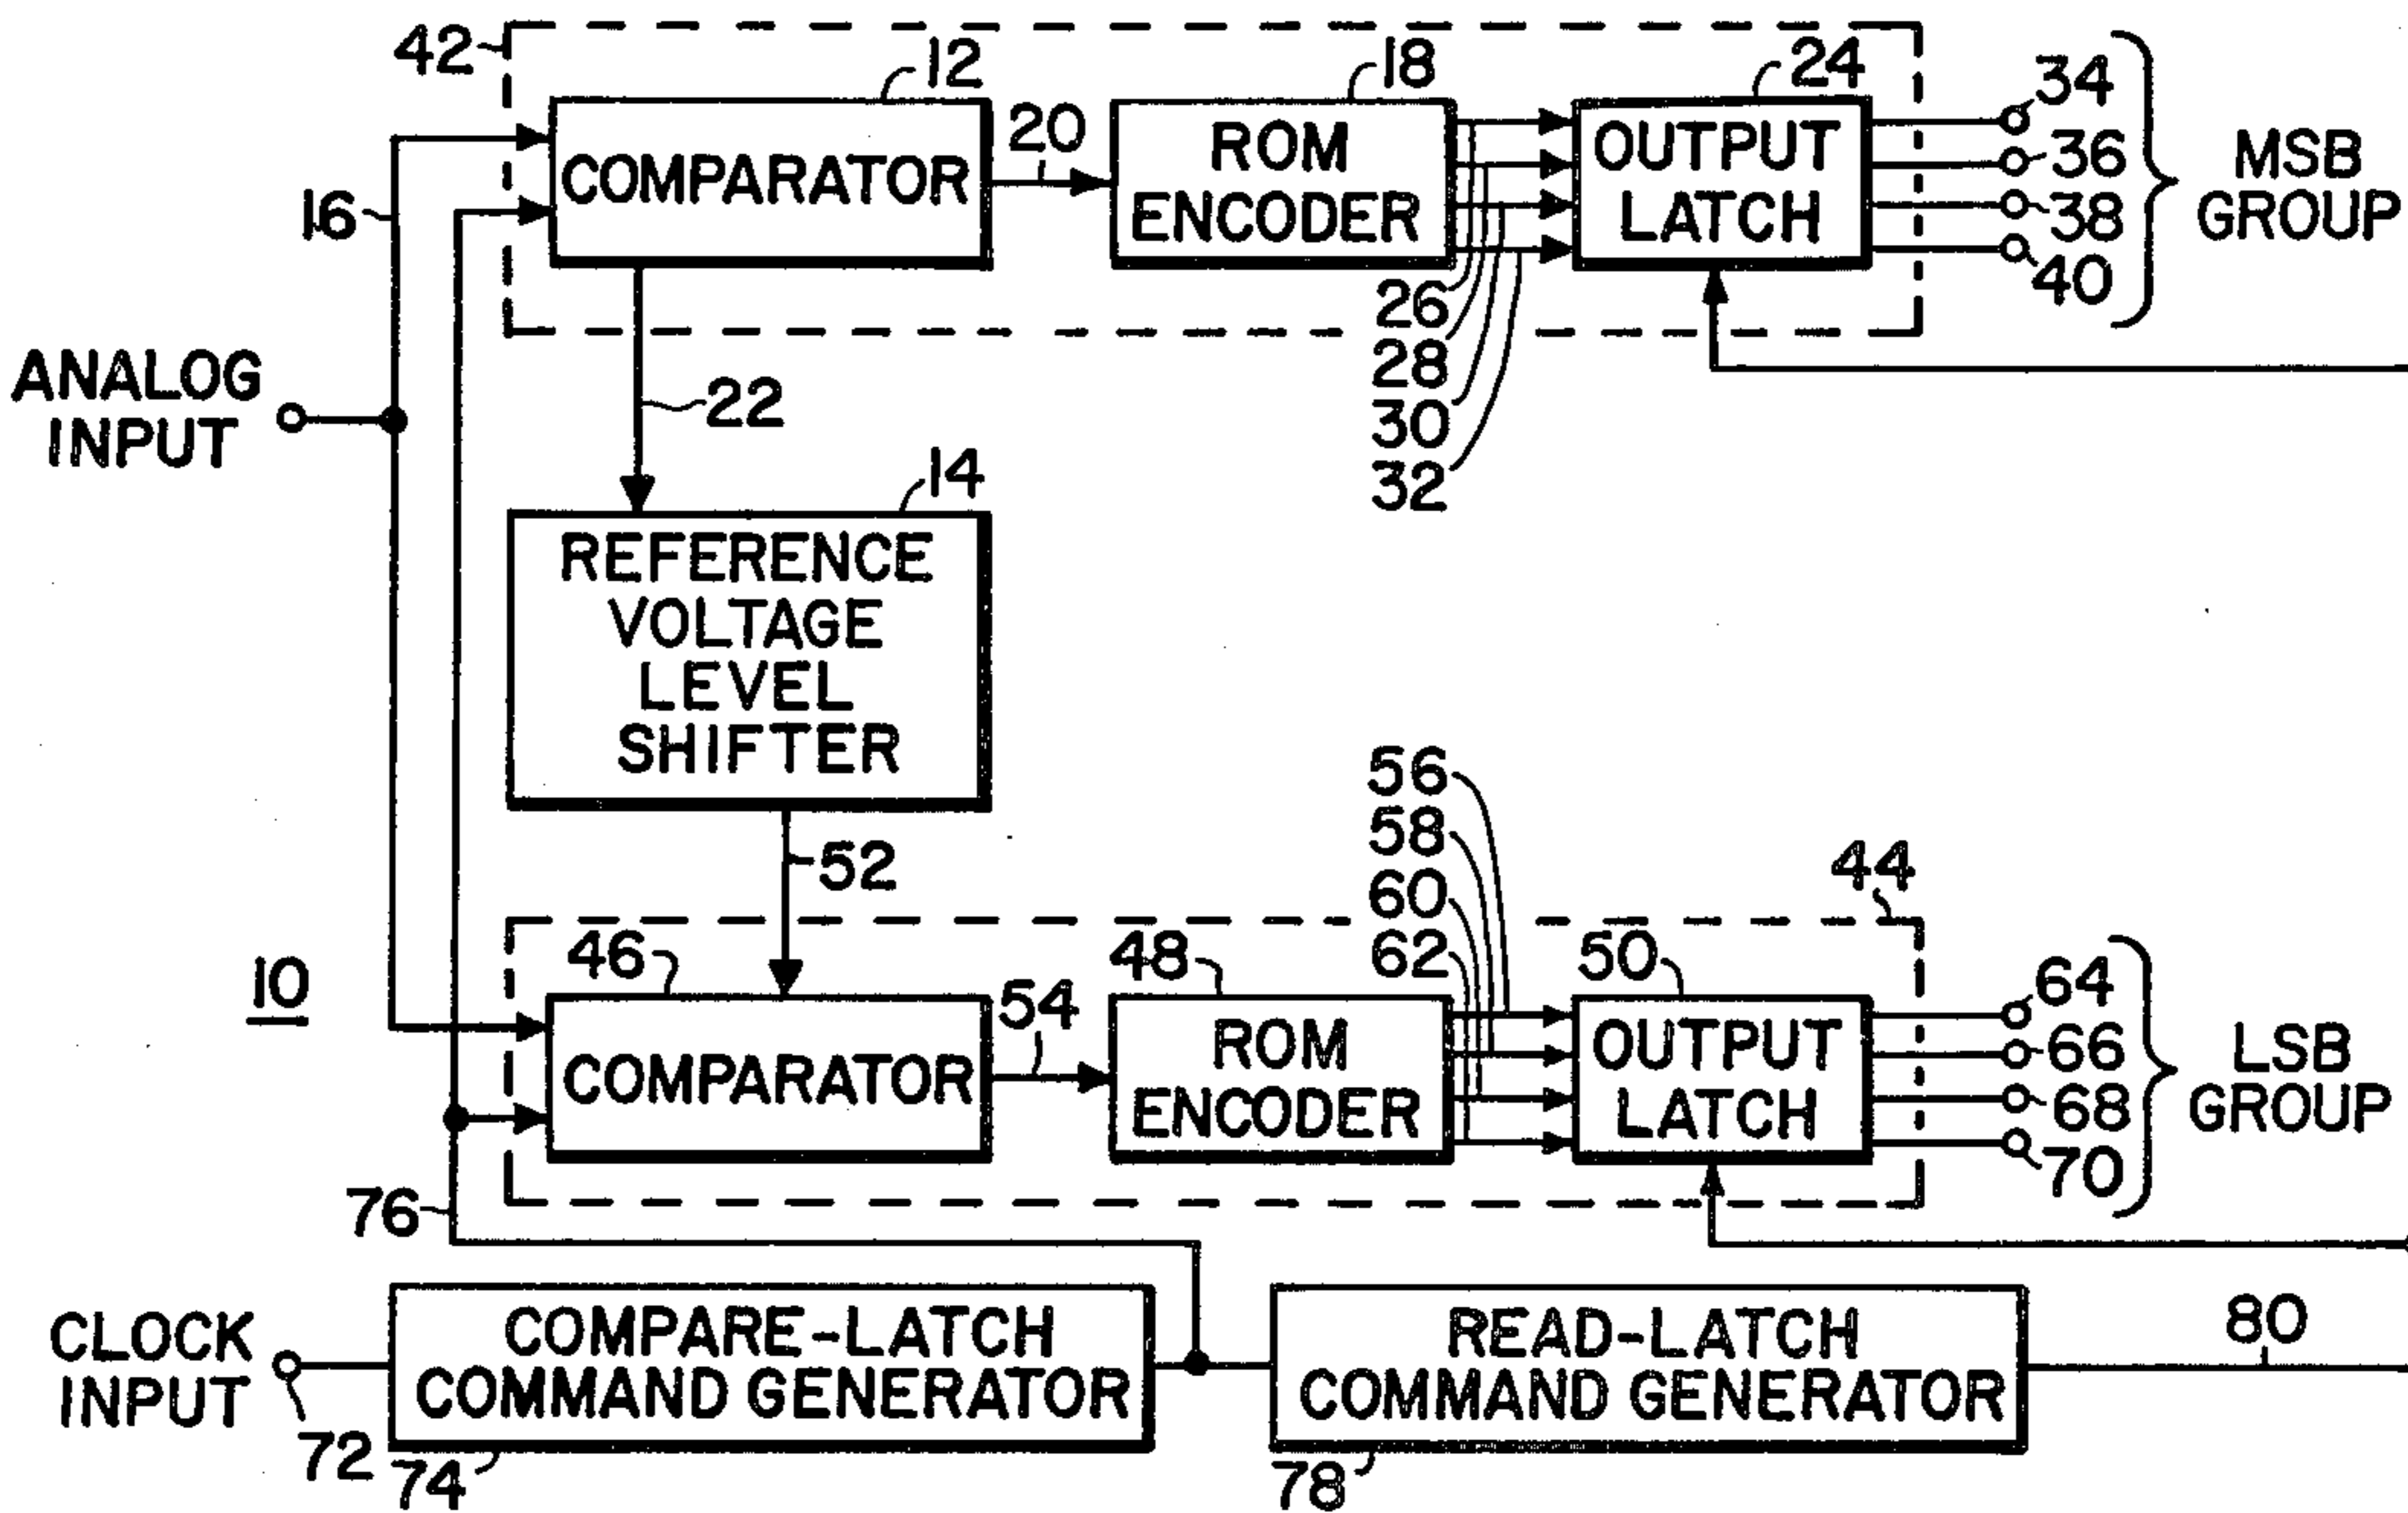 42
12
18
24
34
36
38
40
MSB
GROUP
COMPARATOR
20
ROM
ENCODER
OUTPUT
LATCH
16
26
28
30
32
ANALOG
INPUT
22
14
REFERENCE
VOLTAGE
LEVEL
SHIFTER
52
56
58
60
62
44
10
46
48
50
64
66
68
70
LSB
GROUP
COMPARATOR
54
ROM
ENCODER
OUTPUT
LATCH
76
CLOCK
INPUT
72
COMPARE-LATCH
COMMAND GENERATOR
74
READ-LATCH
COMMAND GENERATOR
78
80